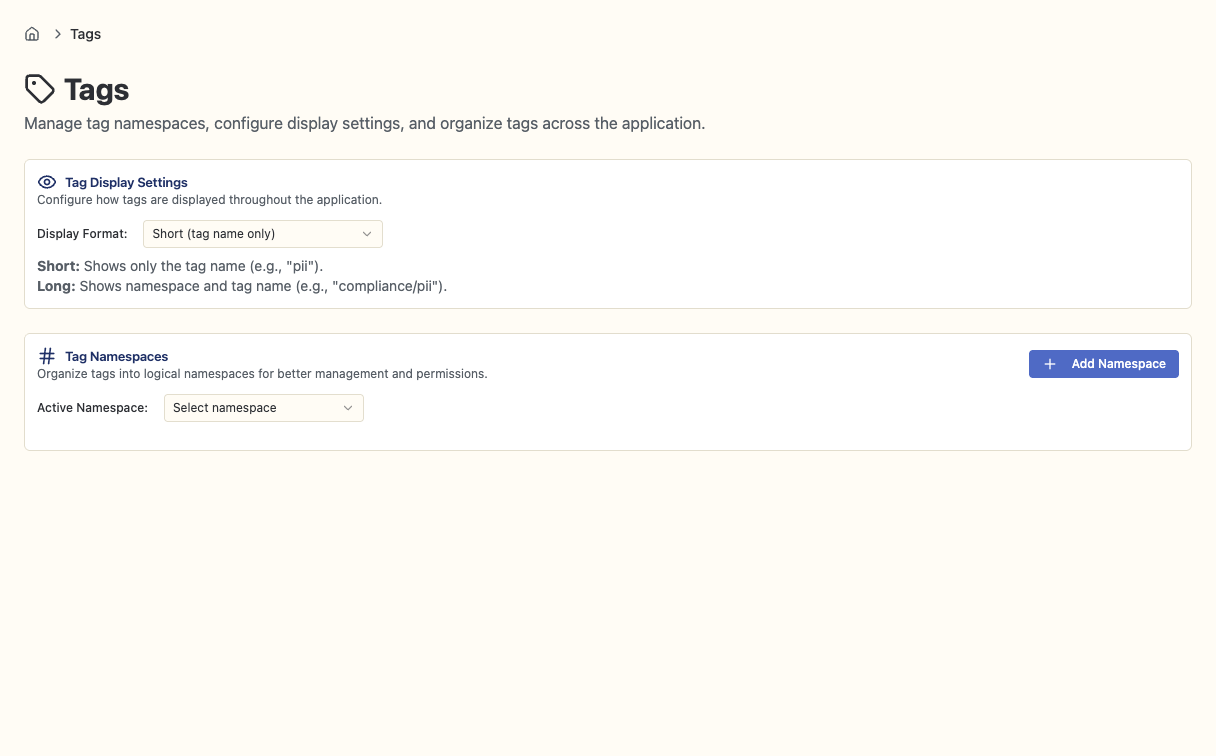 Tags
Tags
Manage tag namespaces, configure display settings, and organize tags across the application.
Tag Display Settings
Configure how tags are displayed throughout the application.
Display Format: Short (tag name only)
Short: Shows only the tag name (e.g., "pii").
Long: Shows namespace and tag name (e.g., "compliance/pii").
Tag Namespaces
Organize tags into logical namespaces for better management and permissions.
Add Namespace
Active Namespace: Select namespace